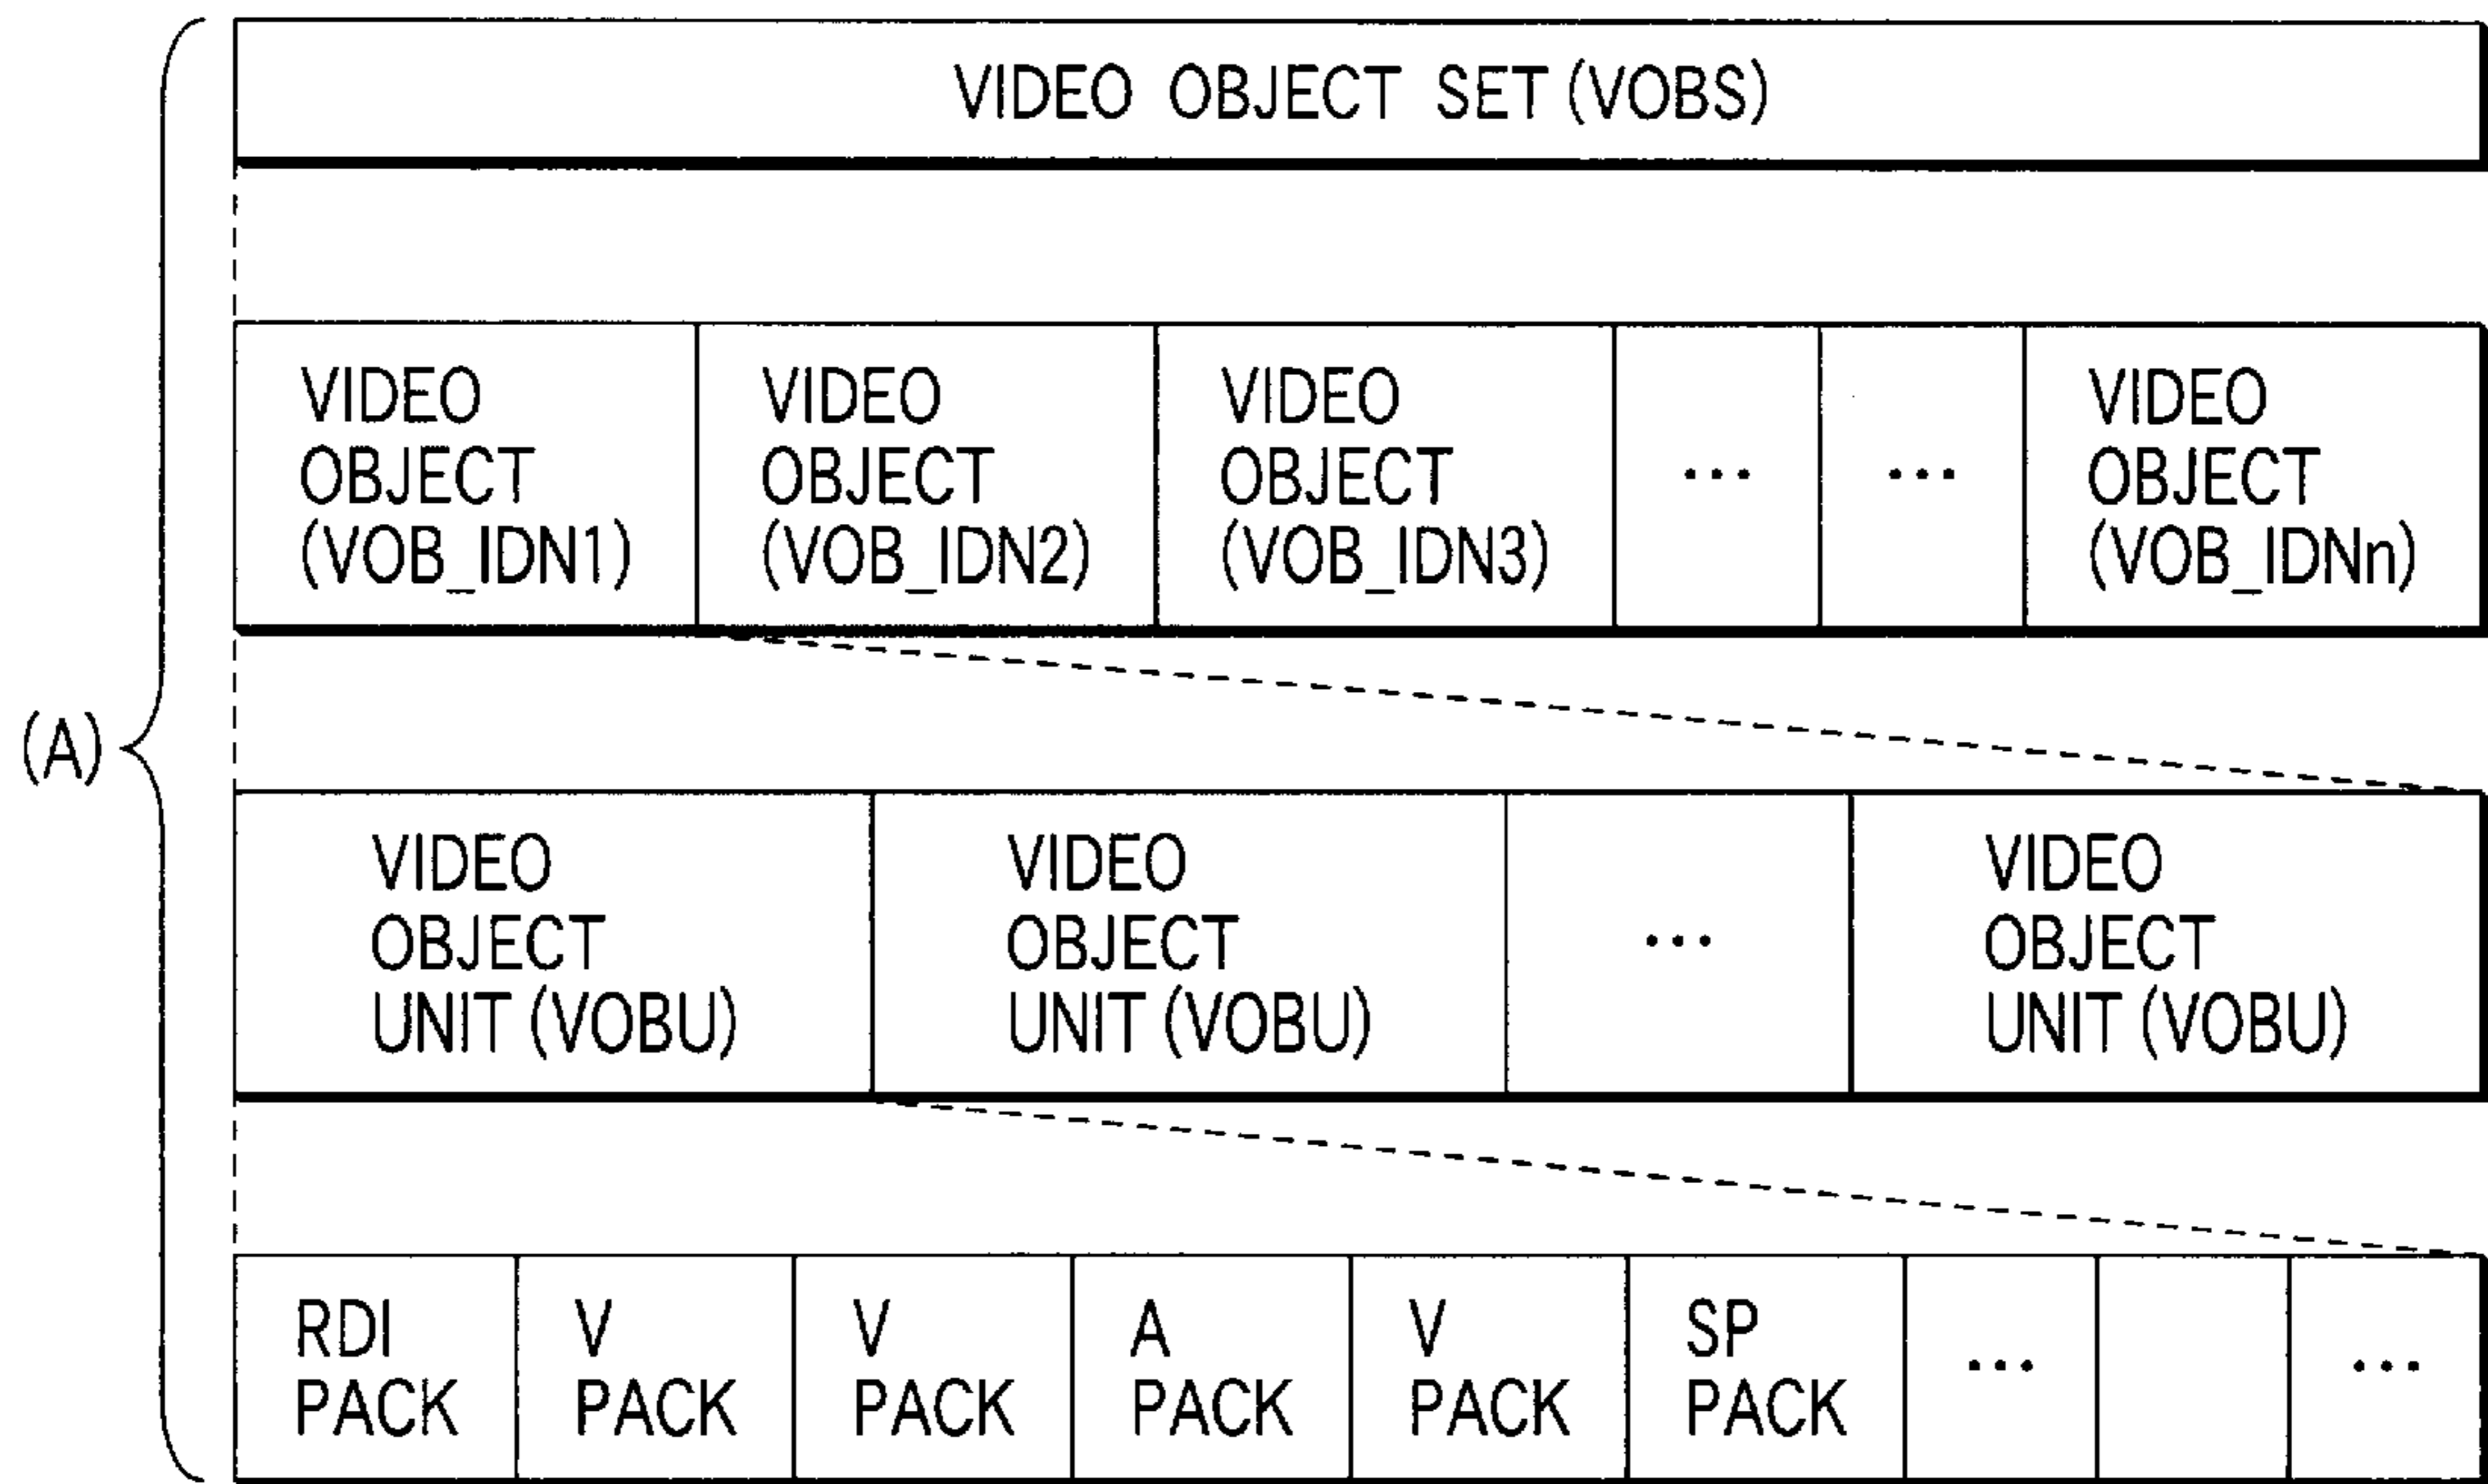 VIDEO OBJECT SET (VOBS)
VIDEO
OBJECT
(VOB_IDN1)
VIDEO
OBJECT
(VOB_IDN2)
VIDEO
OBJECT
(VOB_IDN3)
...
...
VIDEO
OBJECT
(VOB_IDNn)
(A)
VIDEO
OBJECT
UNIT (VOBU)
VIDEO
OBJECT
UNIT (VOBU)
...
VIDEO
OBJECT
UNIT (VOBU)
RDI
PACK
V
PACK
V
PACK
A
PACK
V
PACK
SP
PACK
...
...